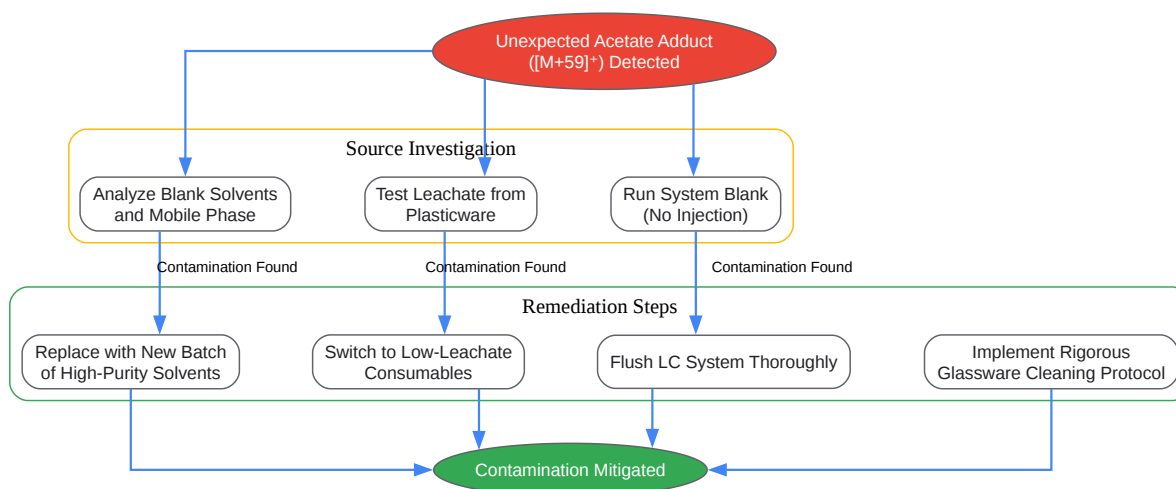 Unexpected Acetate Adduct
([M+59]⁺) Detected
Source Investigation
Analyze Blank Solvents
and Mobile Phase
Test Leachate from
Plasticware
Run System Blank
(No Injection)
Contamination Found
Contamination Found
Contamination Found
Remediation Steps
Replace with New Batch
of High-Purity Solvents
Switch to Low-Leachate
Consumables
Flush LC System Thoroughly
Implement Rigorous
Glassware Cleaning Protocol
Contamination Mitigated